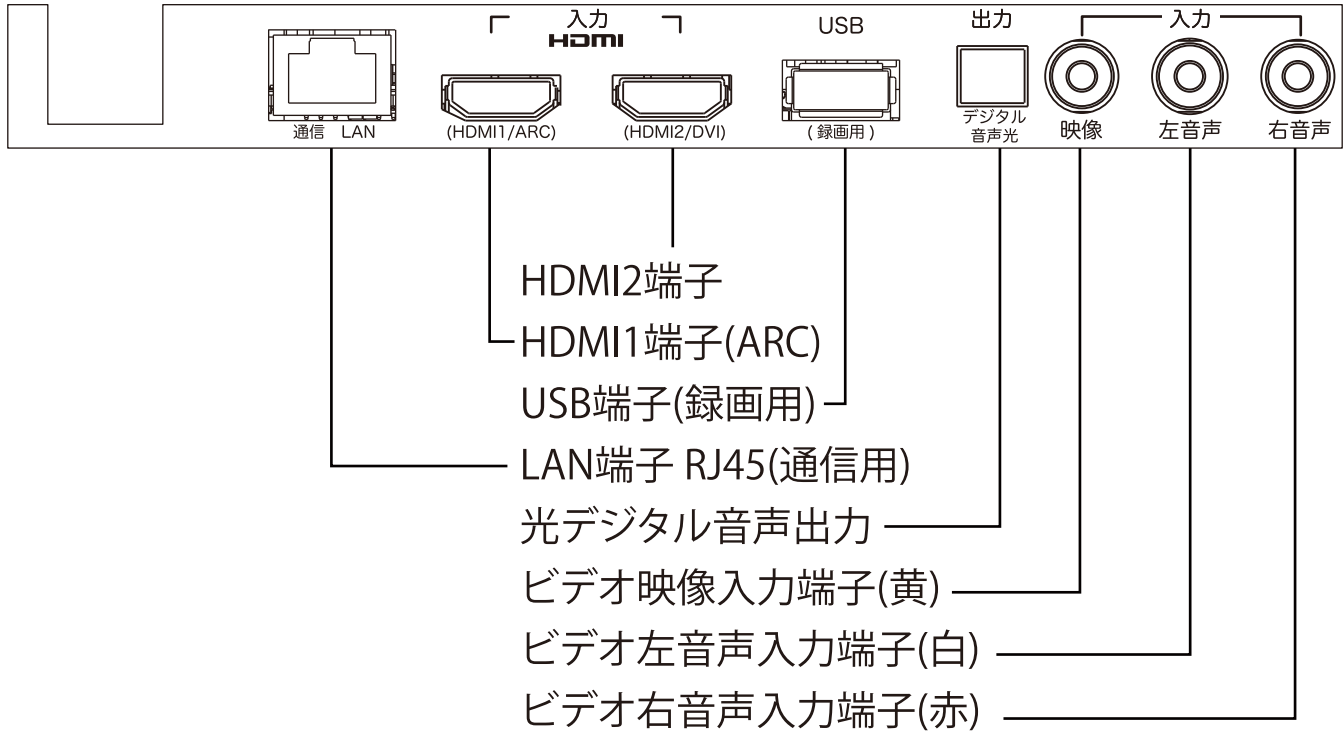 入力
HDMI
USB
出力
入力
通信 LAN
(HDMI1/ARC)
(HDMI2/DVI)
(録画用)
デジタル
音声光
映像
左音声
右音声
HDMI2端子
HDMI1端子(ARC)
USB端子(録画用)
LAN端子 RJ45(通信用)
光デジタル音声出力
ビデオ映像入力端子(黄)
ビデオ左音声入力端子(白)
ビデオ右音声入力端子(赤)